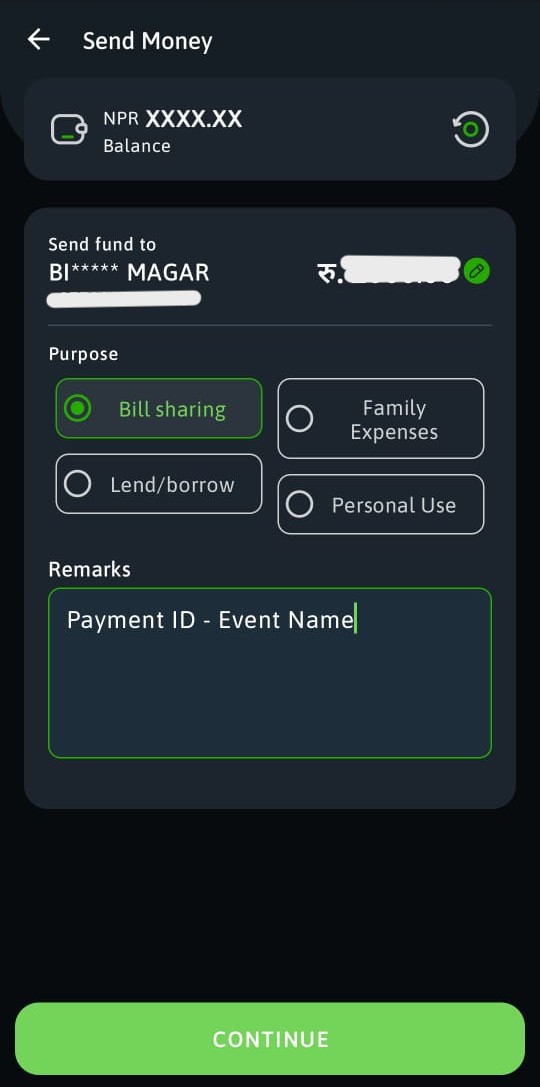 Send Money
NPR XXXX.XX
Balance
Send fund to
BI***** MAGAR
रु.
Purpose
Bill sharing
Family
Expenses
Lend/borrow
Personal Use
Remarks
Payment ID - Event Name
CONTINUE